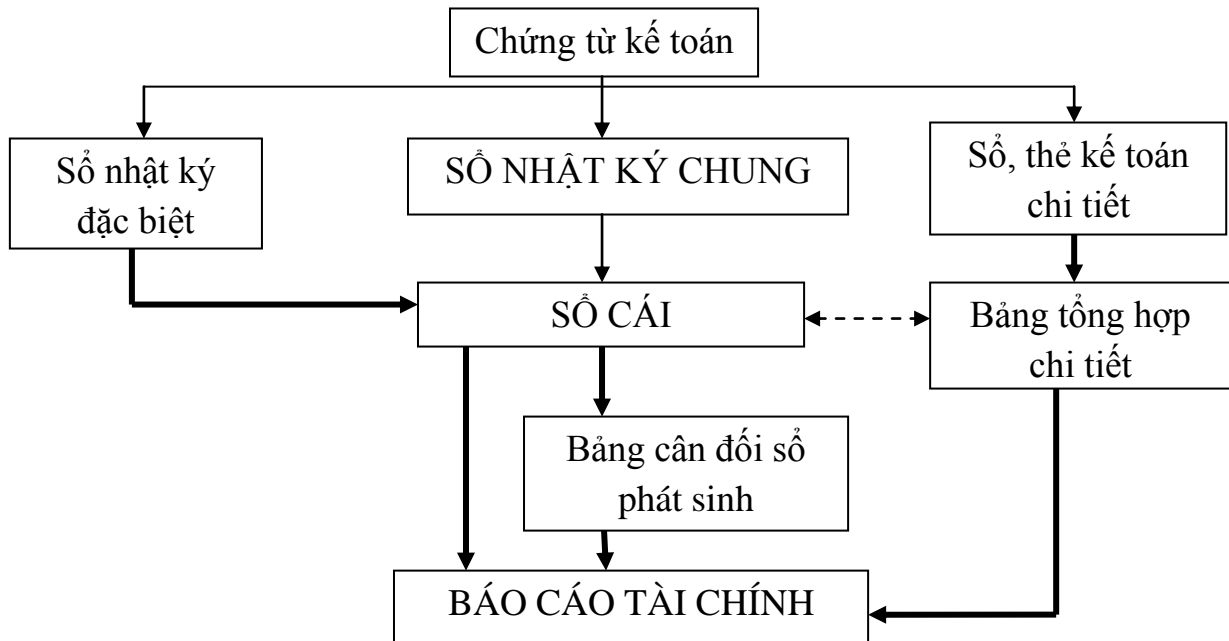 Chứng từ kế toán
Sổ nhật ký
đặc biệt
SỔ NHẬT KÝ CHUNG
Sổ, thẻ kế toán
chi tiết
SỔ CÁI
Bảng tổng hợp
chi tiết
Bảng cân đối sổ
phát sinh
BÁO CÁO TÀI CHÍNH